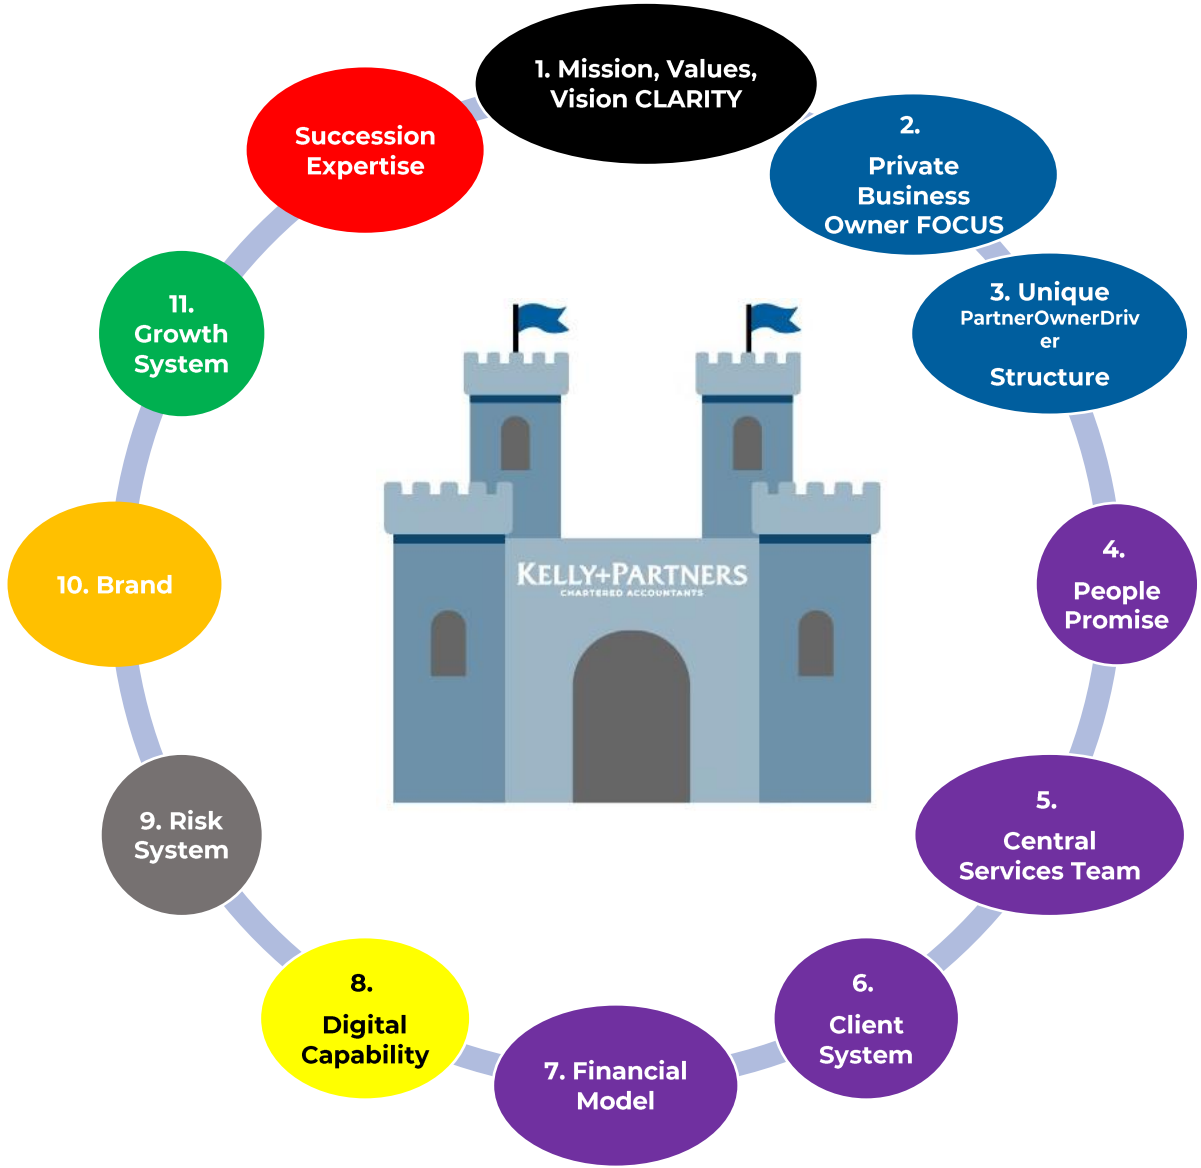 1. Mission, Values,
Vision CLARITY
2.
Private
Business
Owner FOCUS
3. Unique
PartnerOwnerDriv
er
Structure
4.
People
Promise
5.
Central
Services Team
6.
Client
System
7. Financial
Model
8.
Digital
Capability
9. Risk
System
10. Brand
11.
Growth
System
Succession
Expertise
KELLY+PARTNERS
CHARTERED ACCOUNTANTS